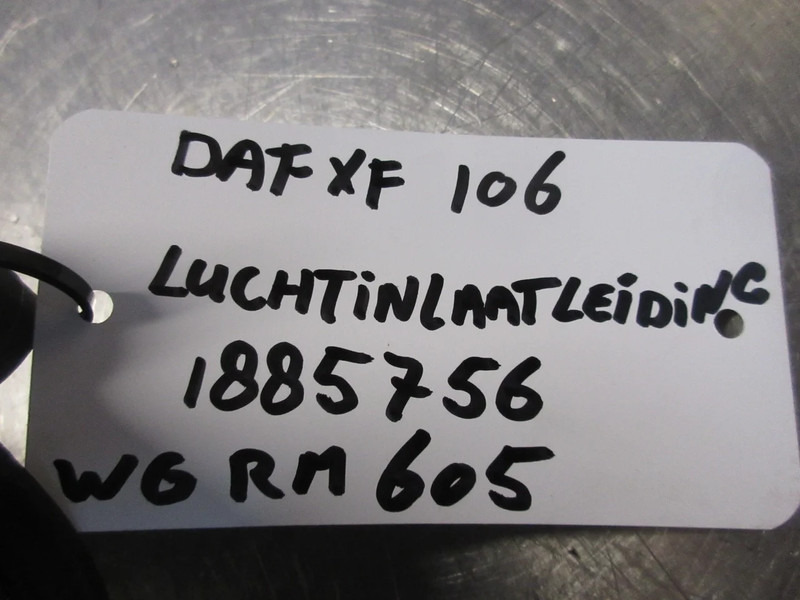 DAF XF 106
LUCHTiNLAATLEiDiNG
1885756
WG RM 605